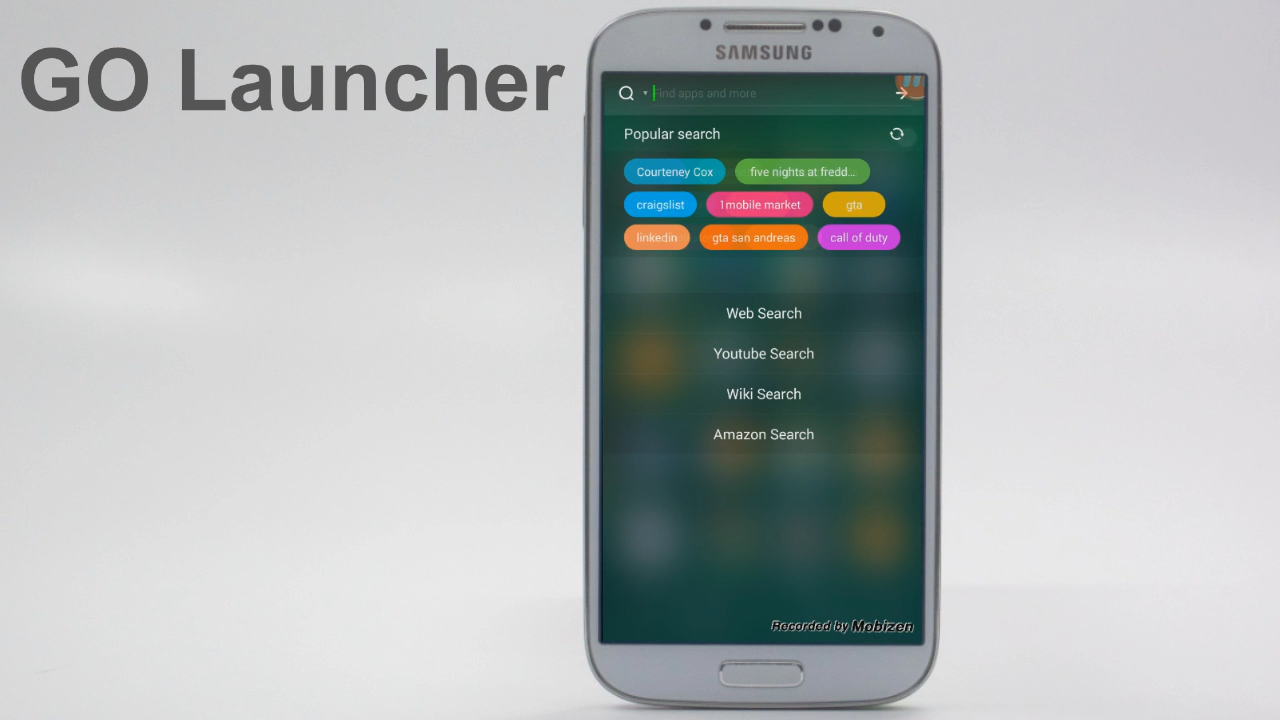 GO Launcher
SAMSUNG
Find apps and more
Popular search
Courteney Cox
five nights at fredd...
craigslist
1mobile market
gta
linkedin
gta san andreas
call of duty
Web Search
Youtube Search
Wiki Search
Amazon Search
Recorded by Mobizen